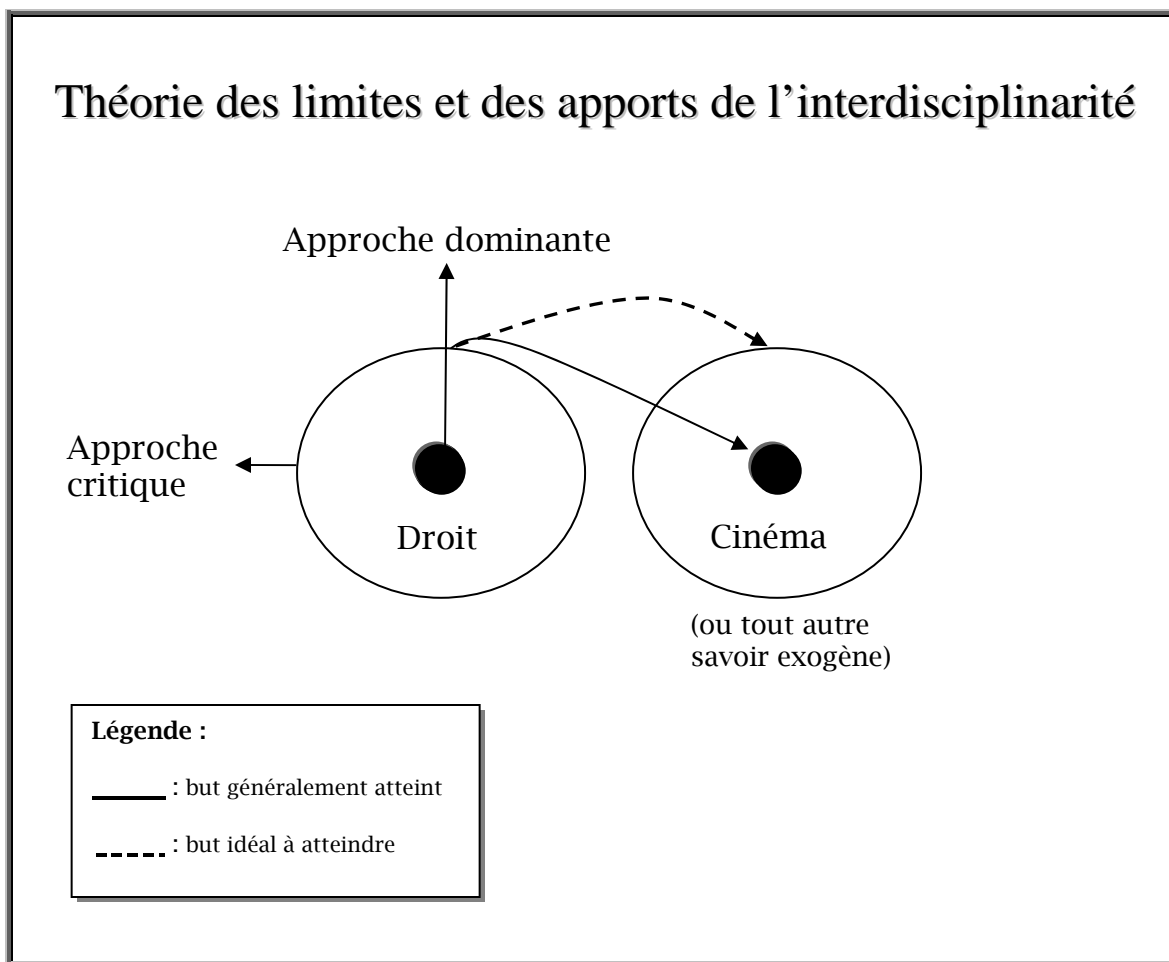 Théorie des limites et des apports de l’interdisciplinarité
Approche dominante
Approche
critique
Droit
Cinéma
(ou tout autre
savoir exogène)
Légende :
: but généralement atteint
: but idéal à atteindre